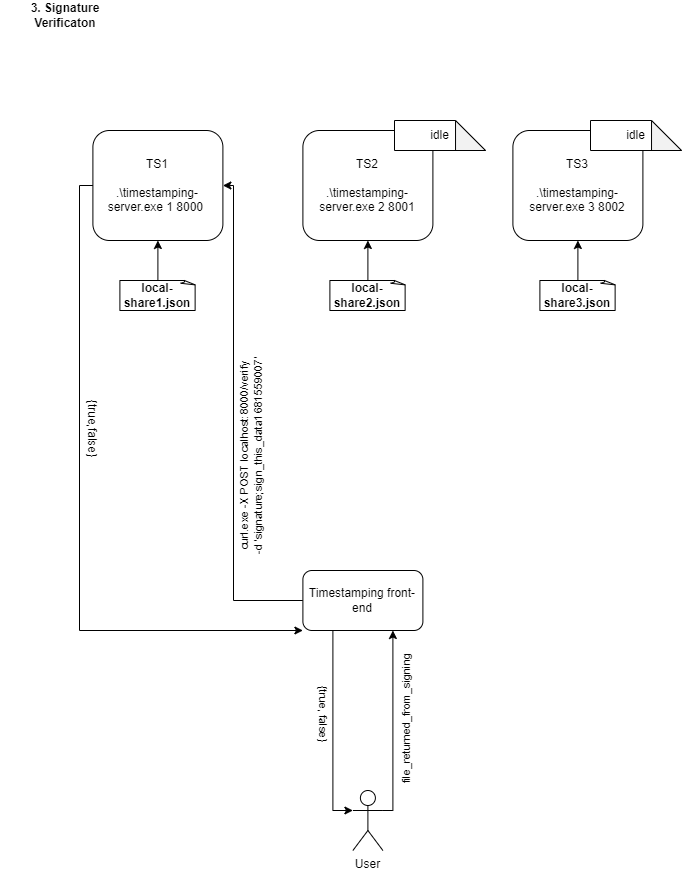 3. Signature
Verificaton
idle
idle
TS1
TS2
TS3
.\timestamping-
server.exe 1 8000
.\timestamping-
server.exe 2 8001
.\timestamping-
server.exe 3 8002
local-
share1.json
local-
share2.json
local-
share3.json
{true,false}
curl.exe -X POST localhost:8000/verify
-d 'signature;sign_this_data1681559007'
Timestamping front-
end
{true, false}
file_returned_from_signing
User